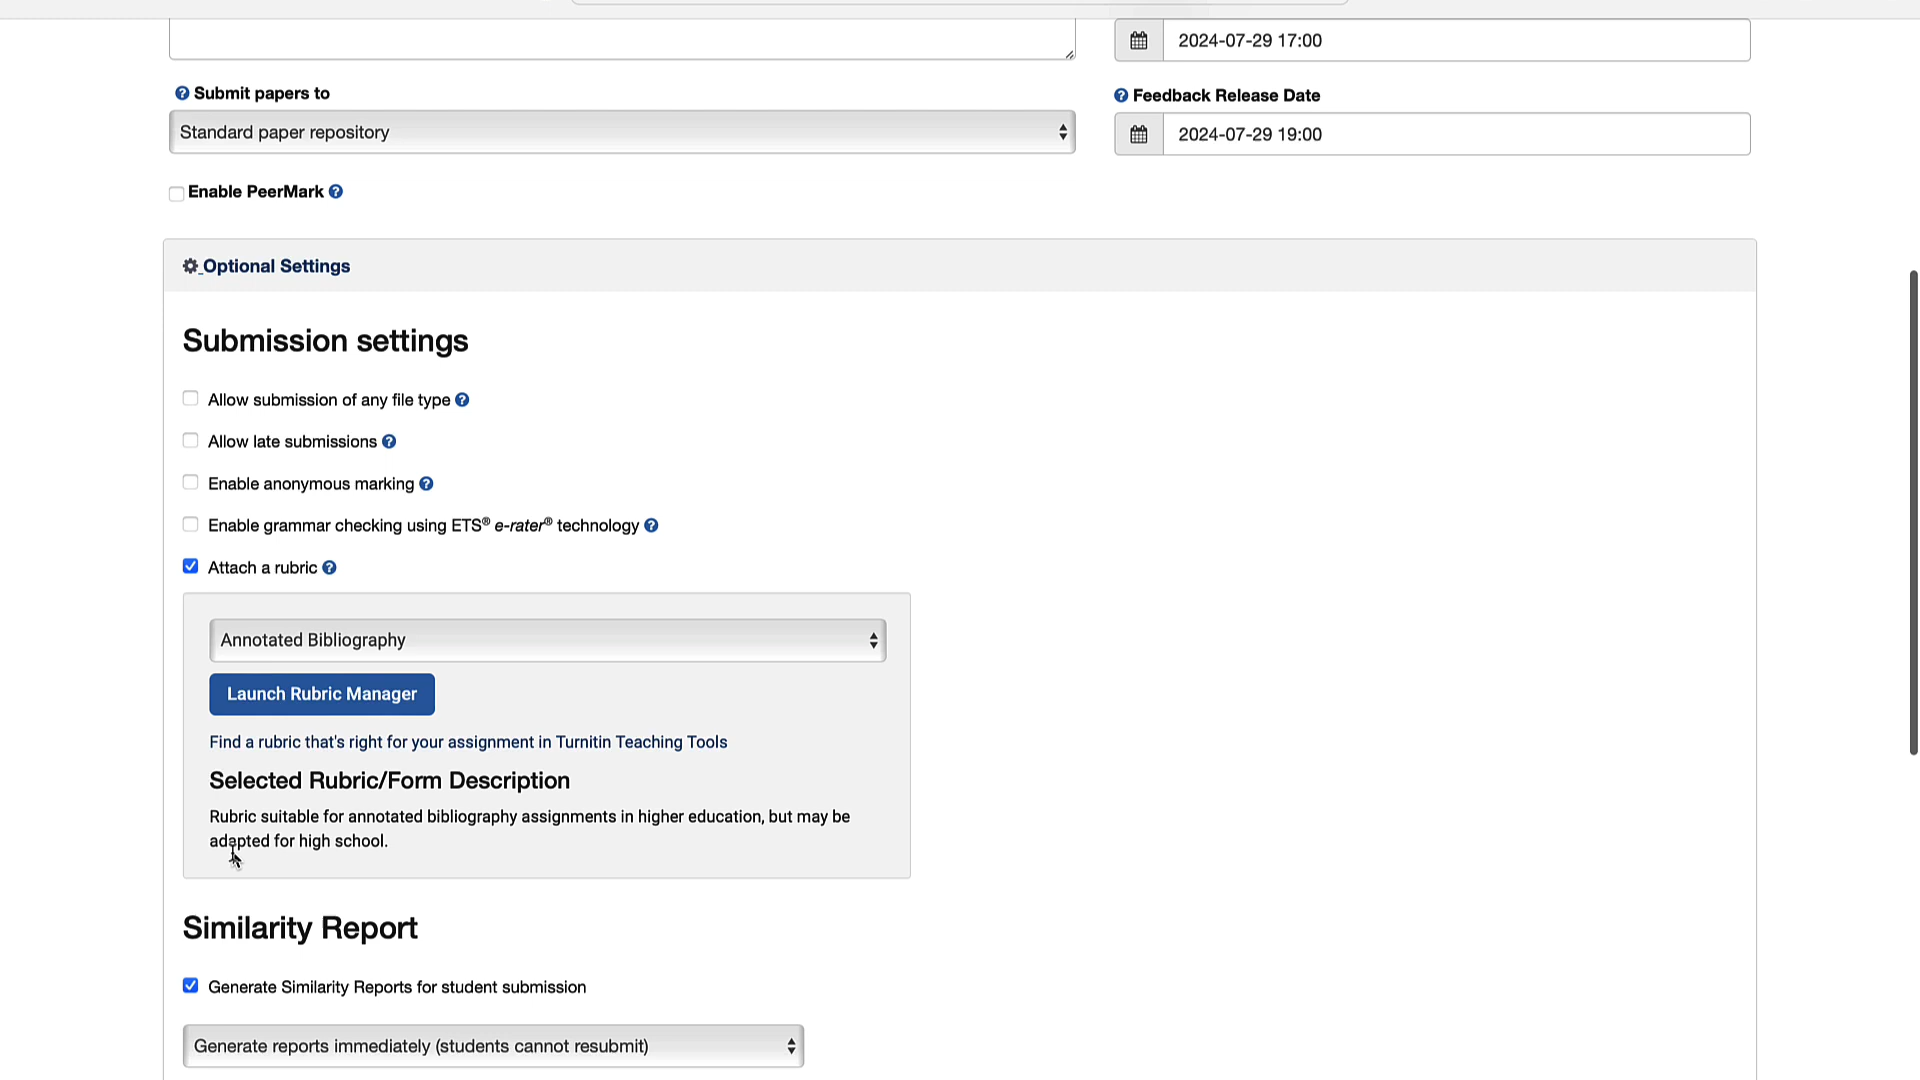 2024-07-29 17:00
Submit papers to
Feedback Release Date
Standard paper repository
2024-07-29 19:00
Enable PeerMark
Optional Settings
Submission settings
Allow submission of any file type
Allow late submissions
Enable anonymous marking
Enable grammar checking using ETS® e-rater® technology
Attach a rubric
Annotated Bibliography
Launch Rubric Manager
Find a rubric that's right for your assignment in Turnitin Teaching Tools
Selected Rubric/Form Description
Rubric suitable for annotated bibliography assignments in higher education, but may be
adapted for high school.
Similarity Report
Generate Similarity Reports for student submission
Generate reports immediately (students cannot resubmit)